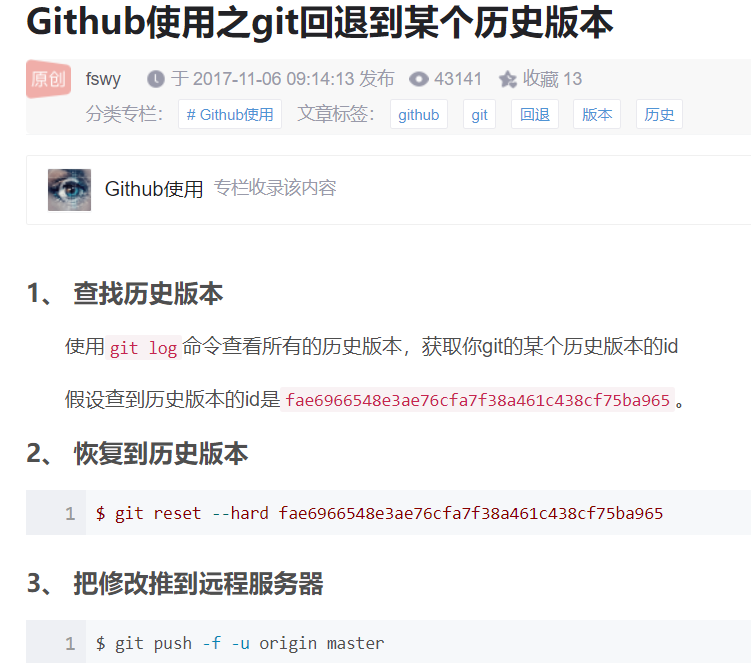 Github使用之git回退到某个历史版本
原创 fswy 于 2017-11-06 09:14:13 发布 43141 收藏 13
分类专栏： # Github使用 文章标签： github git 回退 版本 历史
Github使用 专栏收录该内容
1、 查找历史版本
使用git log命令查看所有的历史版本，获取你git的某个历史版本的id
假设查到历史版本的id是fae6966548e3ae76cfa7f38a461c438cf75ba965。
2、 恢复到历史版本
1 $ git reset --hard fae6966548e3ae76cfa7f38a461c438cf75ba965
3、 把修改推到远程服务器
1 $ git push -f -u origin master